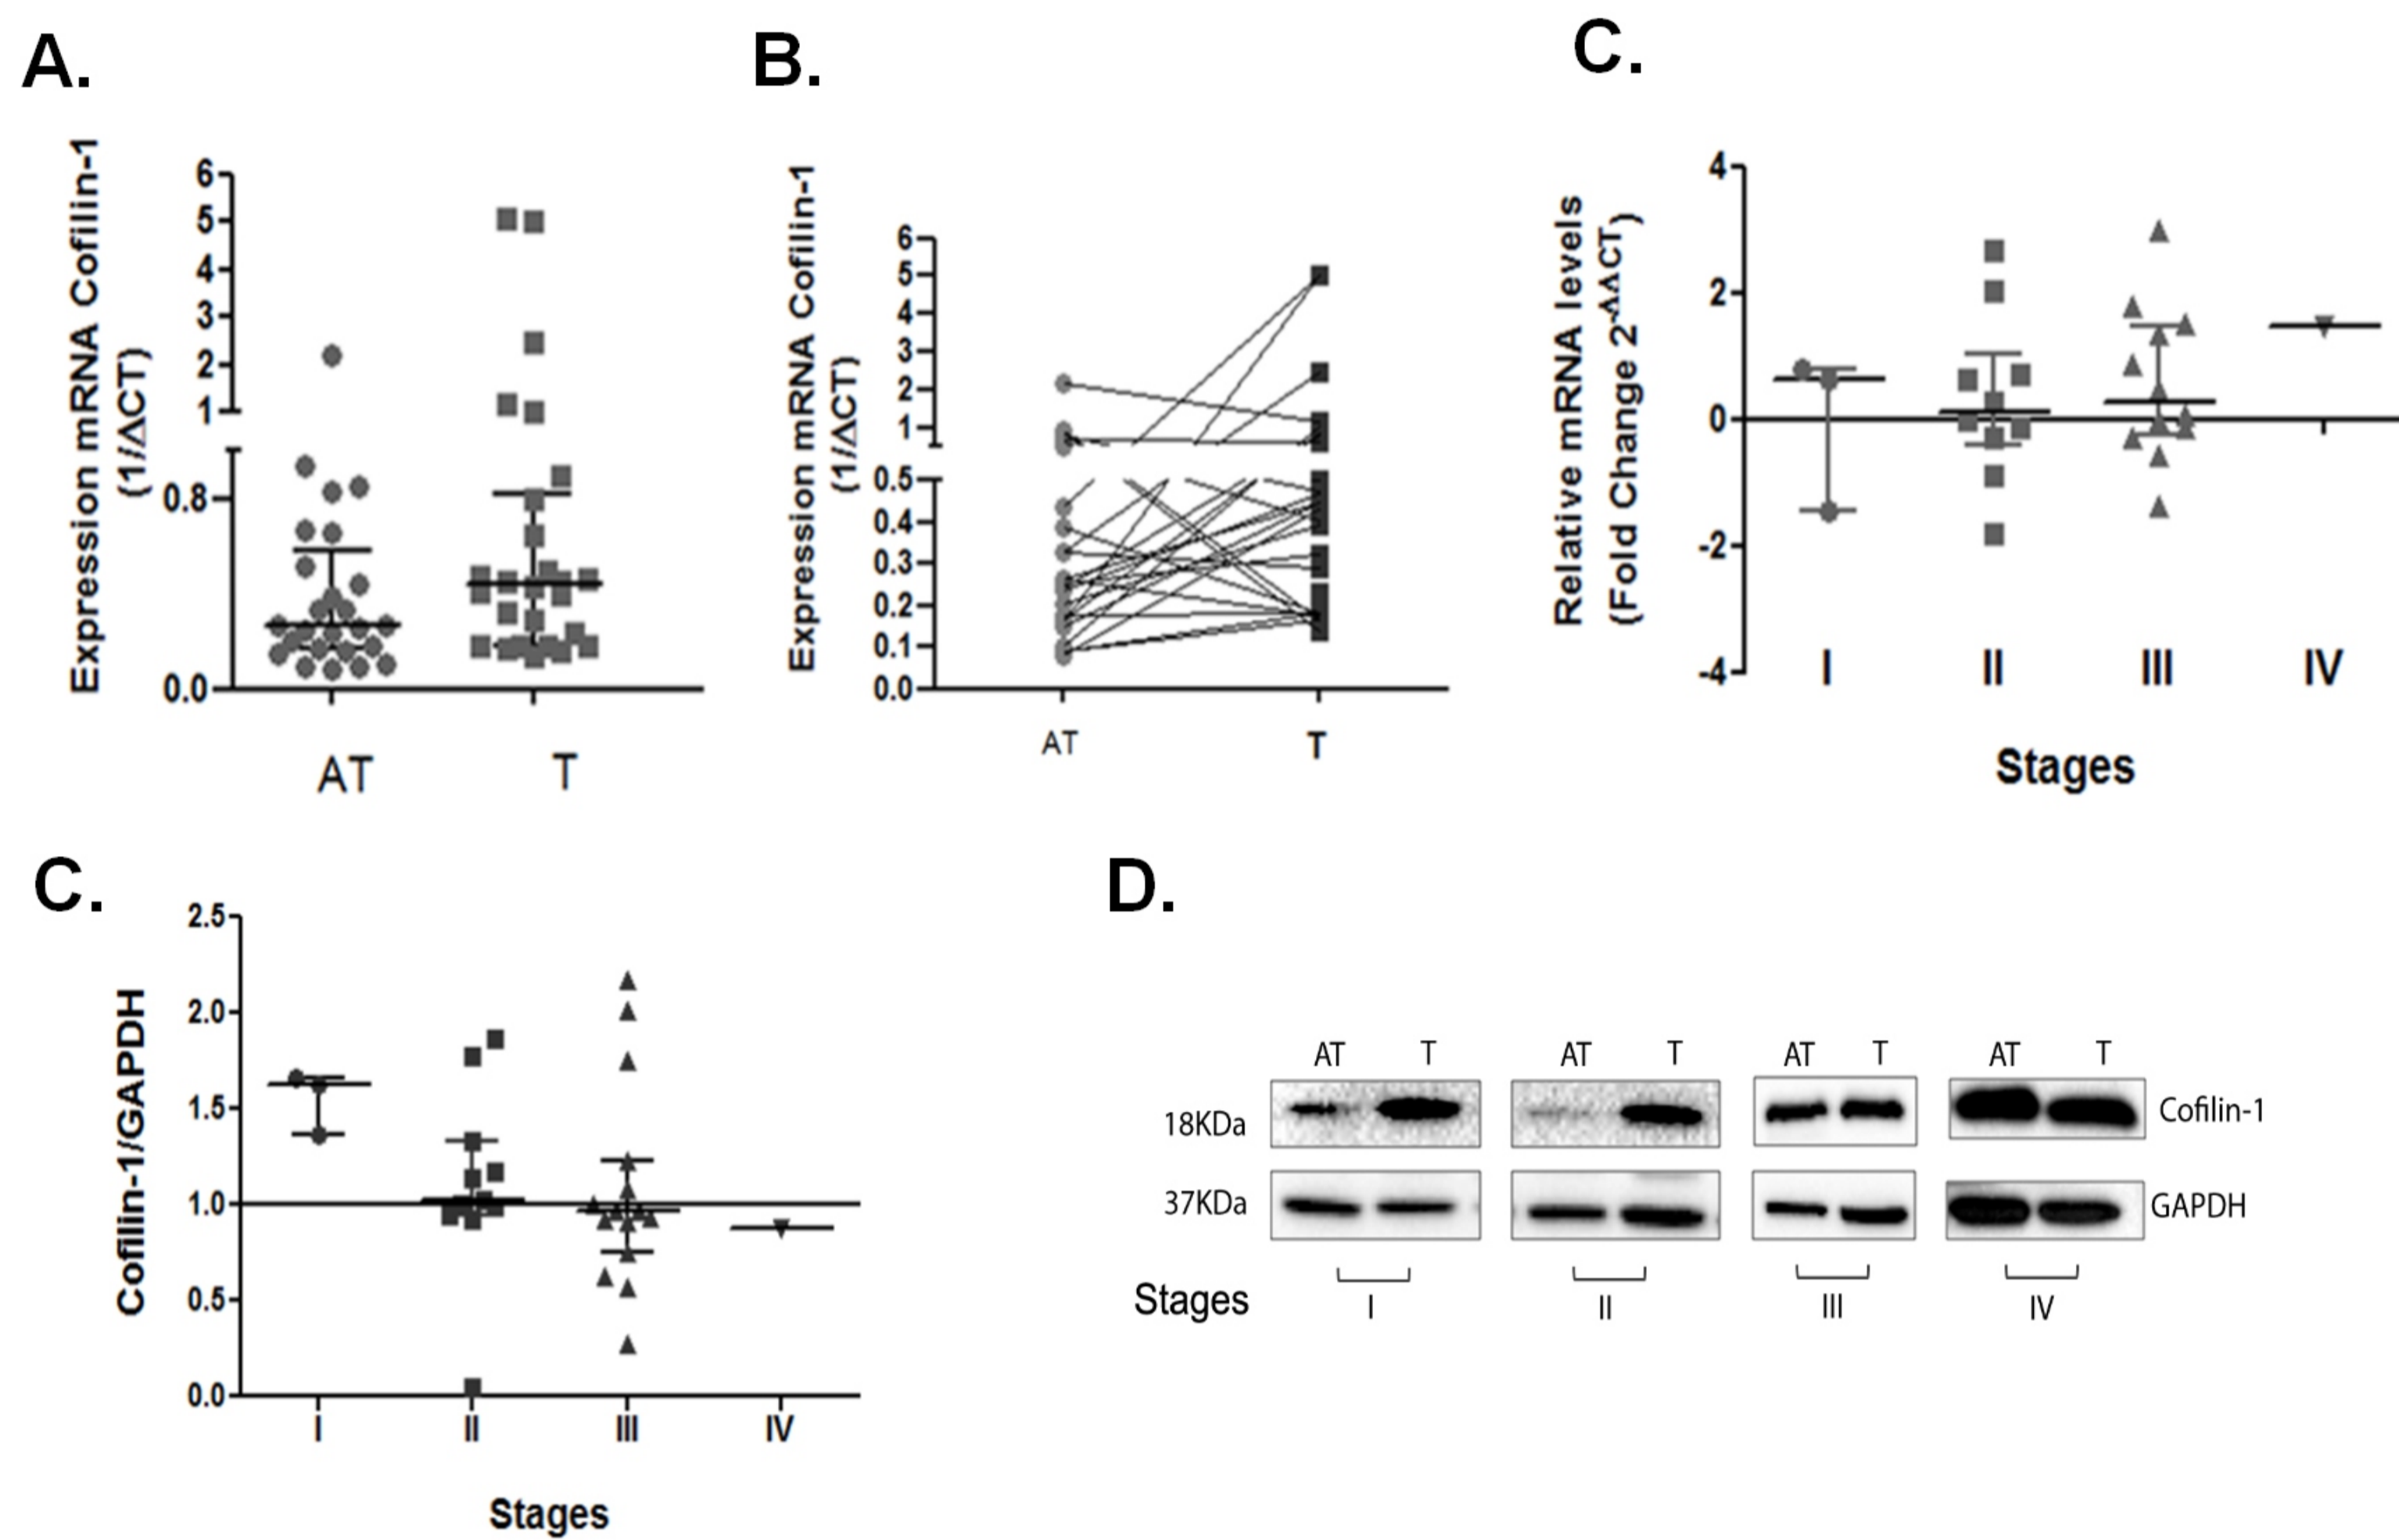 A.
Expression mRNA Cofilin-1
(1/ΔCT)
6
5
4
3
2
1
0.8
0.0
AT T
B.
Expression mRNA Cofilin-1
(1/ΔCT)
6
5
4
3
2
1
0.5
0.4
0.3
0.2
0.1
0.0
AT T
C.
Relative mRNA levels
(Fold Change 2-ΔΔCT)
4
2
0
-2
-4
I II III IV
Stages
C.
Cofilin-1/GAPDH
2.5
2.0
1.5
1.0
0.5
0.0
I II III IV
Stages
D.
AT T AT T AT T AT T
18KDa Cofilin-1
37KDa GAPDH
Stages I II III IV